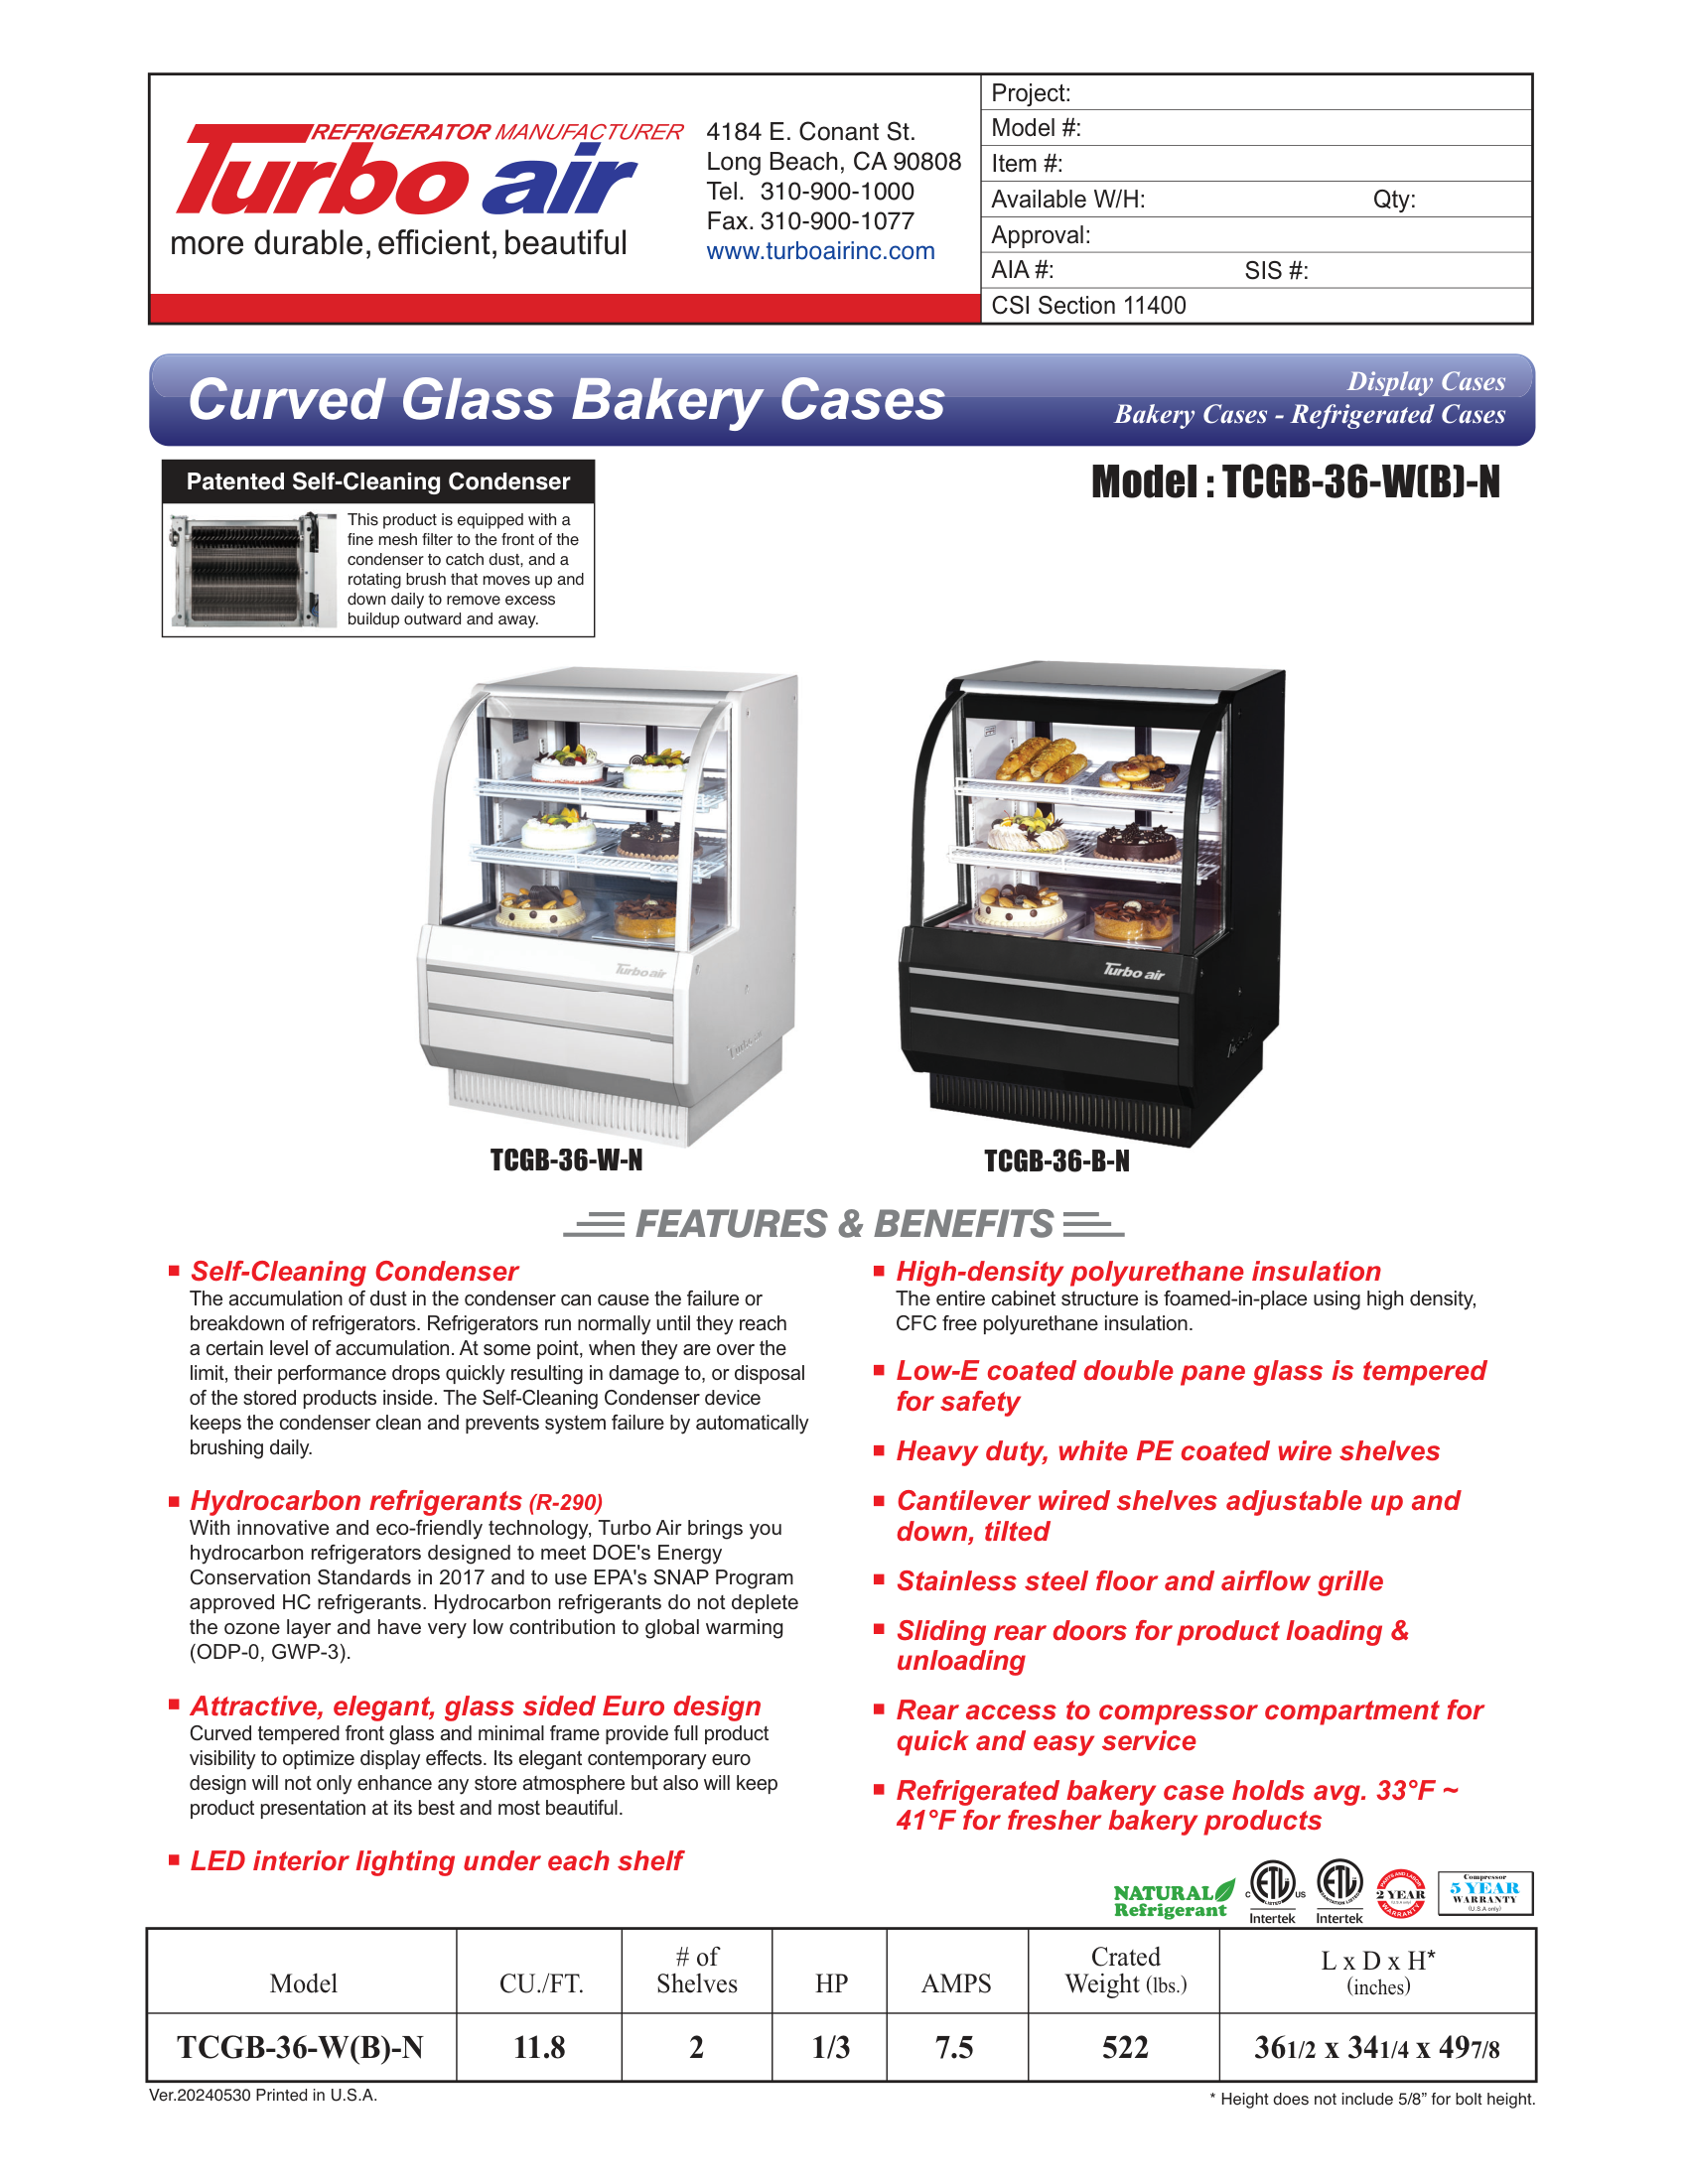 REFRIGERATOR MANUFACTURER
Turbo air
more durable, efficient, beautiful
4184 E. Conant St.
Long Beach, CA 90808
Tel. 310-900-1000
Fax. 310-900-1077
www.turboairinc.com
Project:
Model #:
Item #:
Available W/H: Qty:
Approval:
AIA #: SIS #:
CSI Section 11400
Curved Glass Bakery Cases
Display Cases
Bakery Cases - Refrigerated Cases
Patented Self-Cleaning Condenser
This product is equipped with a
fine mesh filter to the front of the
condenser to catch dust, and a
rotating brush that moves up and
down daily to remove excess
buildup outward and away.
Model : TCGB-36-W(B)-N
Turbo air
Turbo air
Turbo air
TCGB-36-W-N
TCGB-36-B-N
FEATURES & BENEFITS
Self-Cleaning Condenser
The accumulation of dust in the condenser can cause the failure or
breakdown of refrigerators. Refrigerators run normally until they reach
a certain level of accumulation. At some point, when they are over the
limit, their performance drops quickly resulting in damage to, or disposal
of the stored products inside. The Self-Cleaning Condenser device
keeps the condenser clean and prevents system failure by automatically
brushing daily.
Hydrocarbon refrigerants (R-290)
With innovative and eco-friendly technology, Turbo Air brings you
hydrocarbon refrigerators designed to meet DOE's Energy
Conservation Standards in 2017 and to use EPA's SNAP Program
approved HC refrigerants. Hydrocarbon refrigerants do not deplete
the ozone layer and have very low contribution to global warming
(ODP-0, GWP-3).
Attractive, elegant, glass sided Euro design
Curved tempered front glass and minimal frame provide full product
visibility to optimize display effects. Its elegant contemporary euro
design will not only enhance any store atmosphere but also will keep
product presentation at its best and most beautiful.
LED interior lighting under each shelf
High-density polyurethane insulation
The entire cabinet structure is foamed-in-place using high density,
CFC free polyurethane insulation.
Low-E coated double pane glass is tempered
for safety
Heavy duty, white PE coated wire shelves
Cantilever wired shelves adjustable up and
down, tilted
Stainless steel floor and airflow grille
Sliding rear doors for product loading &
unloading
Rear access to compressor compartment for
quick and easy service
Refrigerated bakery case holds avg. 33°F ~
41°F for fresher bakery products
NATURAL
Refrigerant
C ETL US
LISTED
Intertek
ETL
SANITATION LISTED
Intertek
PARTS AND LABOR
2 YEAR
WARRANTY
Compressor
5 YEAR
WARRANTY
(U.S.A only)
Model CU./FT. # of Shelves HP AMPS Crated Weight (lbs.) L x D x H* (inches)
TCGB-36-W(B)-N 11.8 2 1/3 7.5 522 361/2 x 341/4 x 497/8
Ver.20240530 Printed in U.S.A.
* Height does not include 5/8” for bolt height.